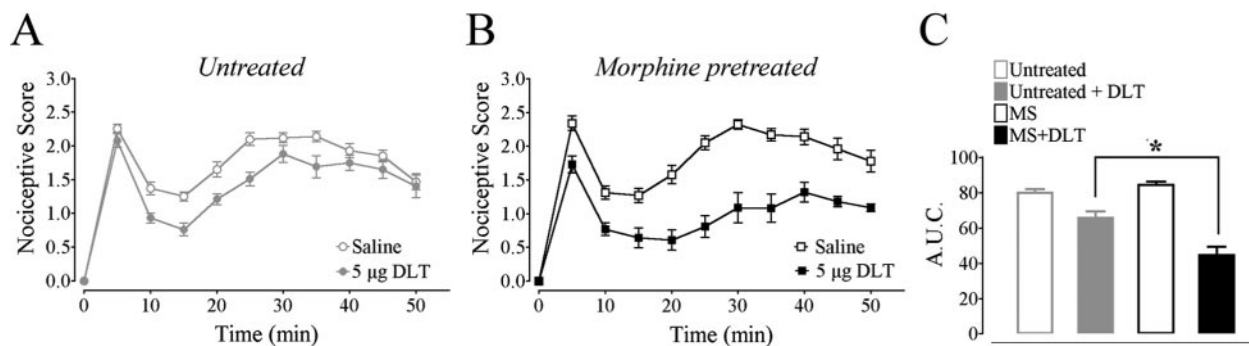 A
Untreated
Nociceptive Score
3.0
2.5
2.0
1.5
1.0
0.5
0.0
Saline
5 µg DLT
0 10 20 30 40 50
Time (min)
B
Morphine pretreated
Nociceptive Score
3.0
2.5
2.0
1.5
1.0
0.5
0.0
Saline
5 µg DLT
0 10 20 30 40 50
Time (min)
C
Untreated
Untreated + DLT
MS
MS+DLT
*
A.U.C.
100
80
60
40
20
0